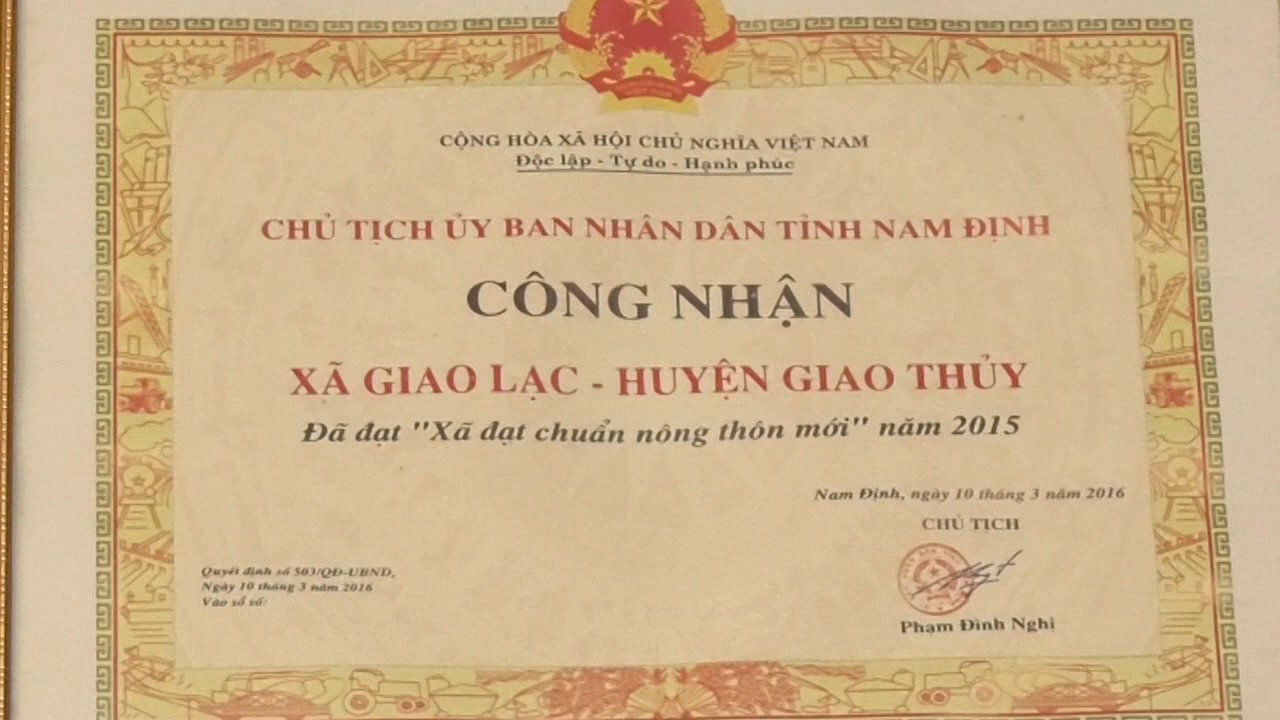 CỘNG HÒA XÃ HỘI CHỦ NGHĨA VIỆT NAM
Độc lập - Tự do - Hạnh phúc
CHỦ TỊCH ỦY BAN NHÂN DÂN TỈNH NAM ĐỊNH
CÔNG NHẬN
XÃ GIAO LẠC - HUYỆN GIAO THỦY
Đã đạt "Xã đạt chuẩn nông thôn mới" năm 2015
Nam Định, ngày 10 tháng 3 năm 2016
CHỦ TỊCH
Quyết định số 503/QĐ-UBND,
Ngày 10 tháng 3 năm 2016
Vào sổ số:
Phạm Đình Nghị